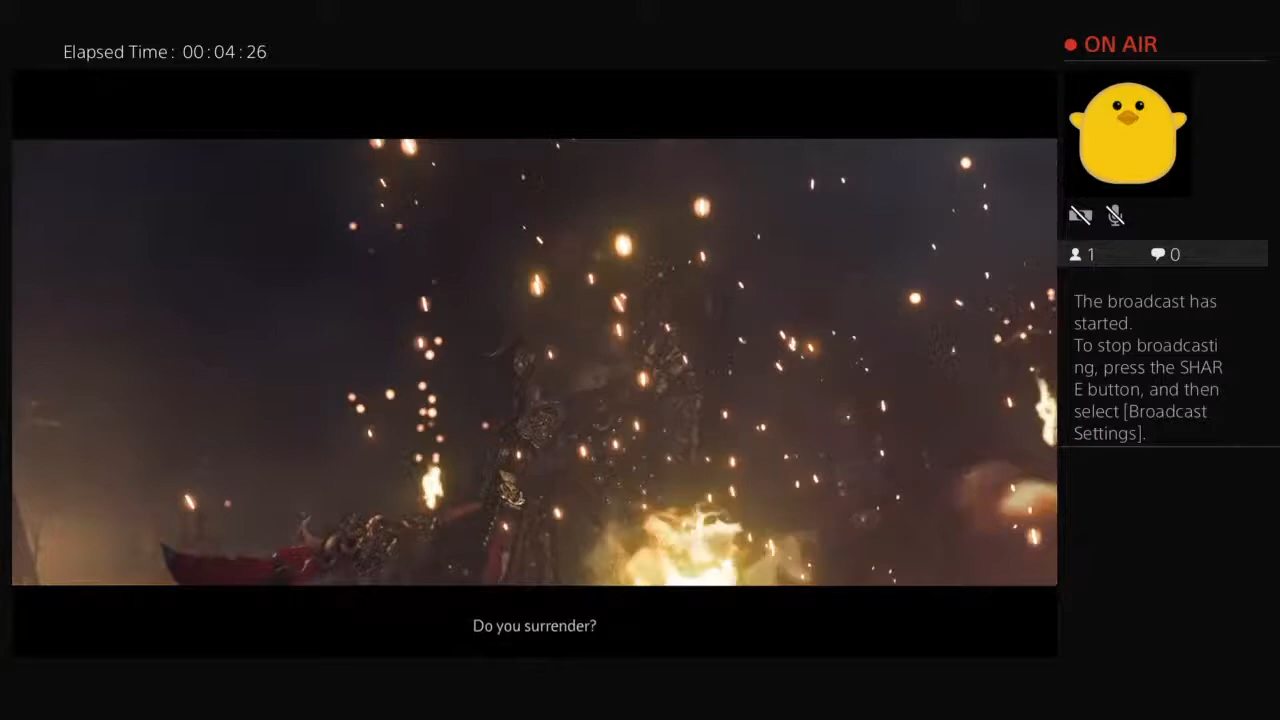 Elapsed Time: 00:04:26
ON AIR
1
0
The broadcast has
started.
To stop broadcasti
ng, press the SHAR
E button, and then
select [Broadcast
Settings].
Do you surrender?